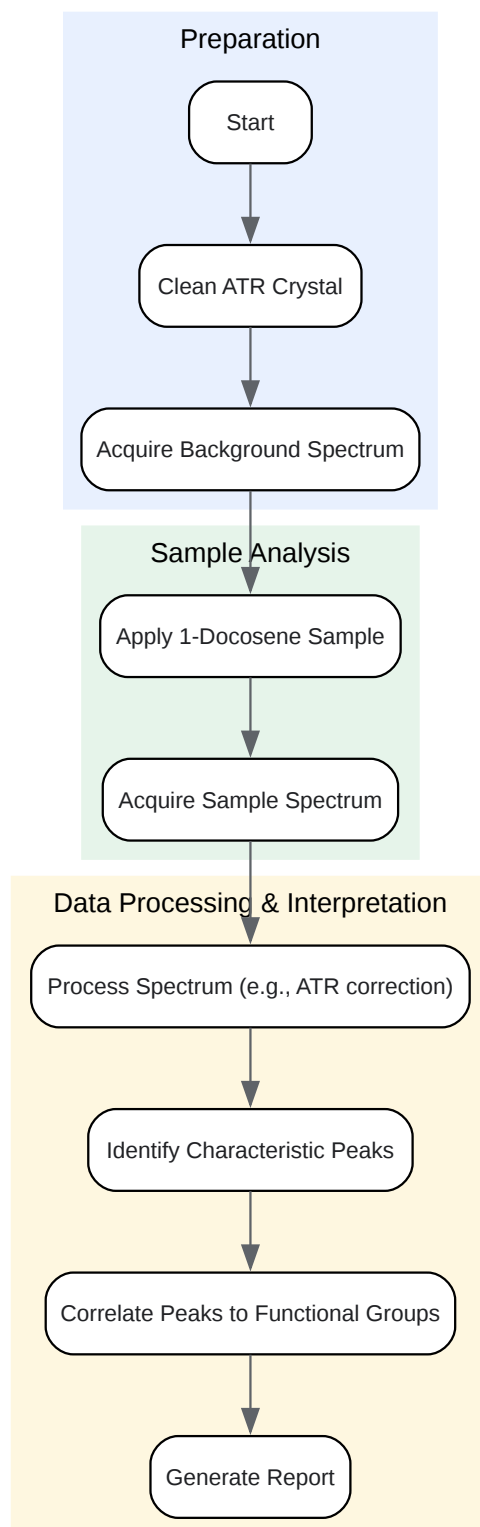 Preparation
Start
Clean ATR Crystal
Acquire Background Spectrum
Sample Analysis
Apply 1-Docosene Sample
Acquire Sample Spectrum
Data Processing & Interpretation
Process Spectrum (e.g., ATR correction)
Identify Characteristic Peaks
Correlate Peaks to Functional Groups
Generate Report